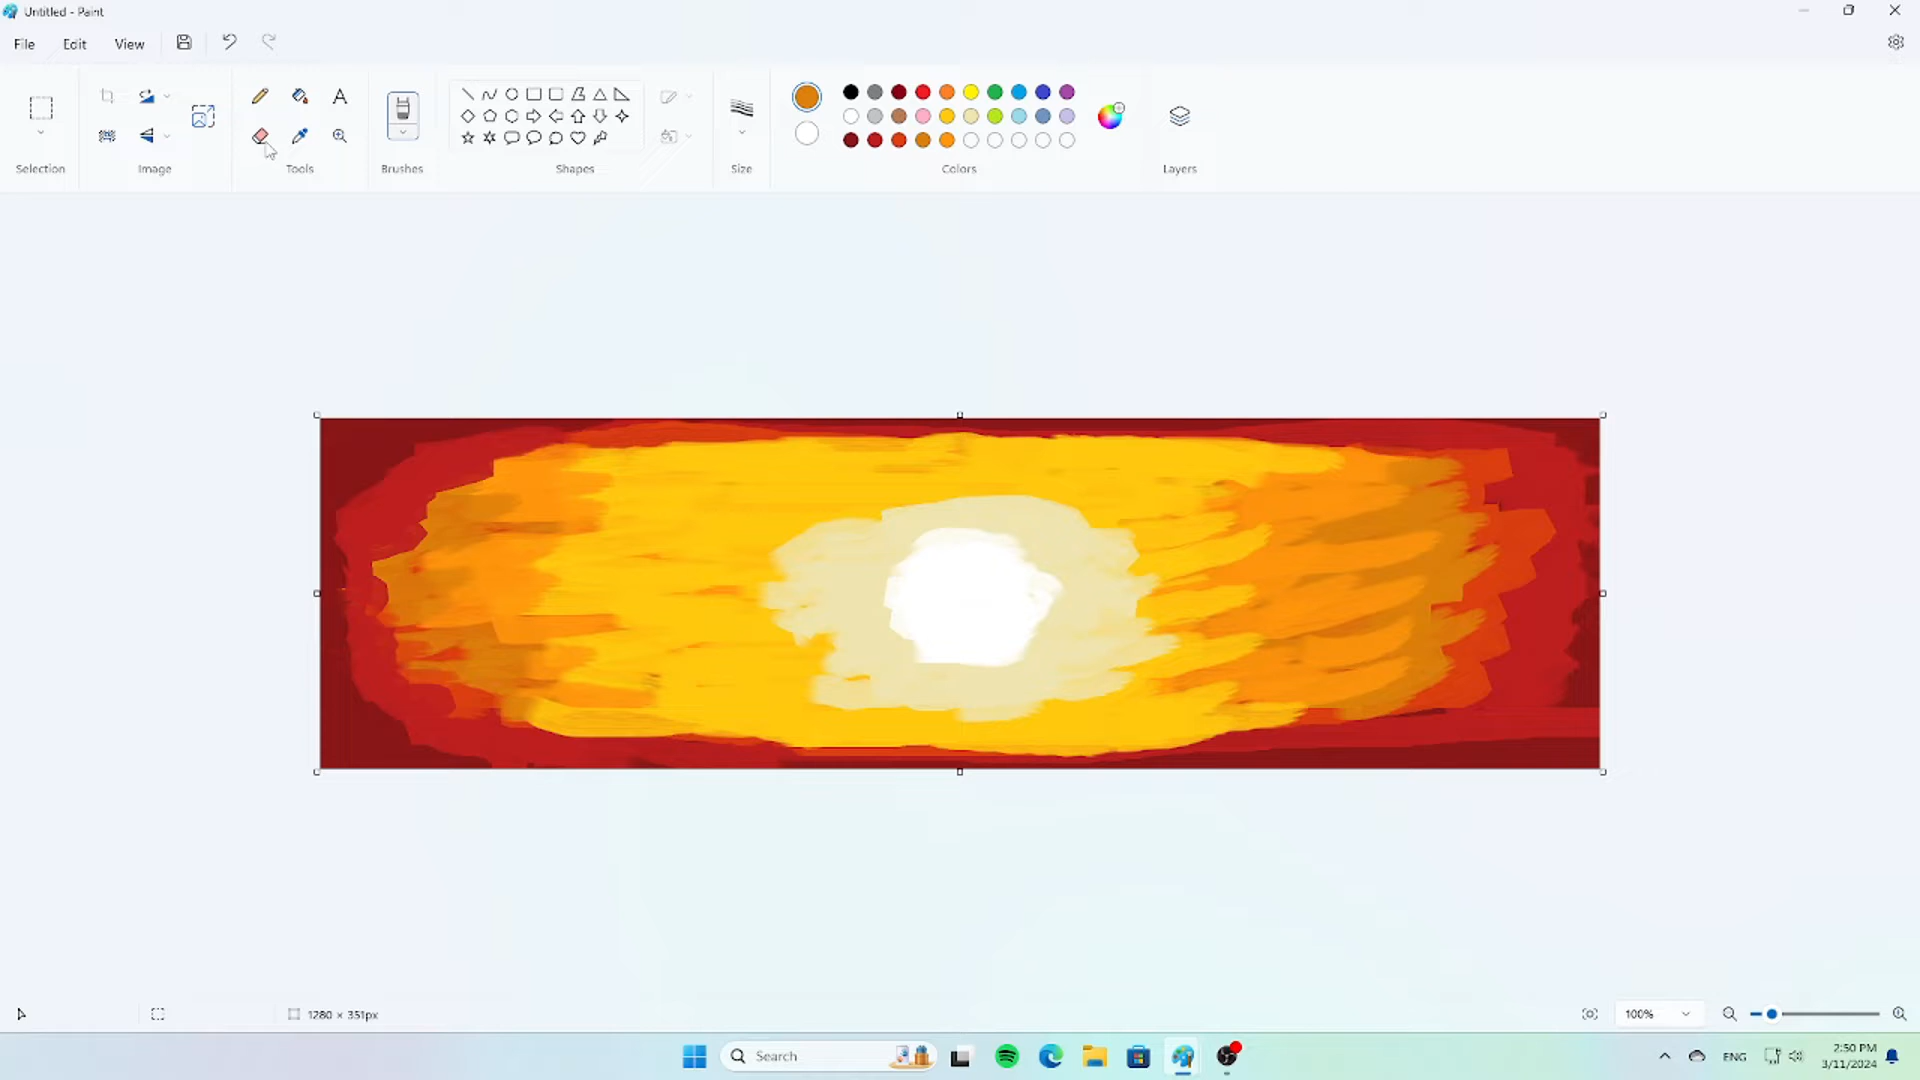 Untitled - Paint
File Edit View
Selection Image Tools Brushes Shapes Size Colors Layers
1280 × 351px
100%
Search
ENG
2:50 PM
3/11/2024